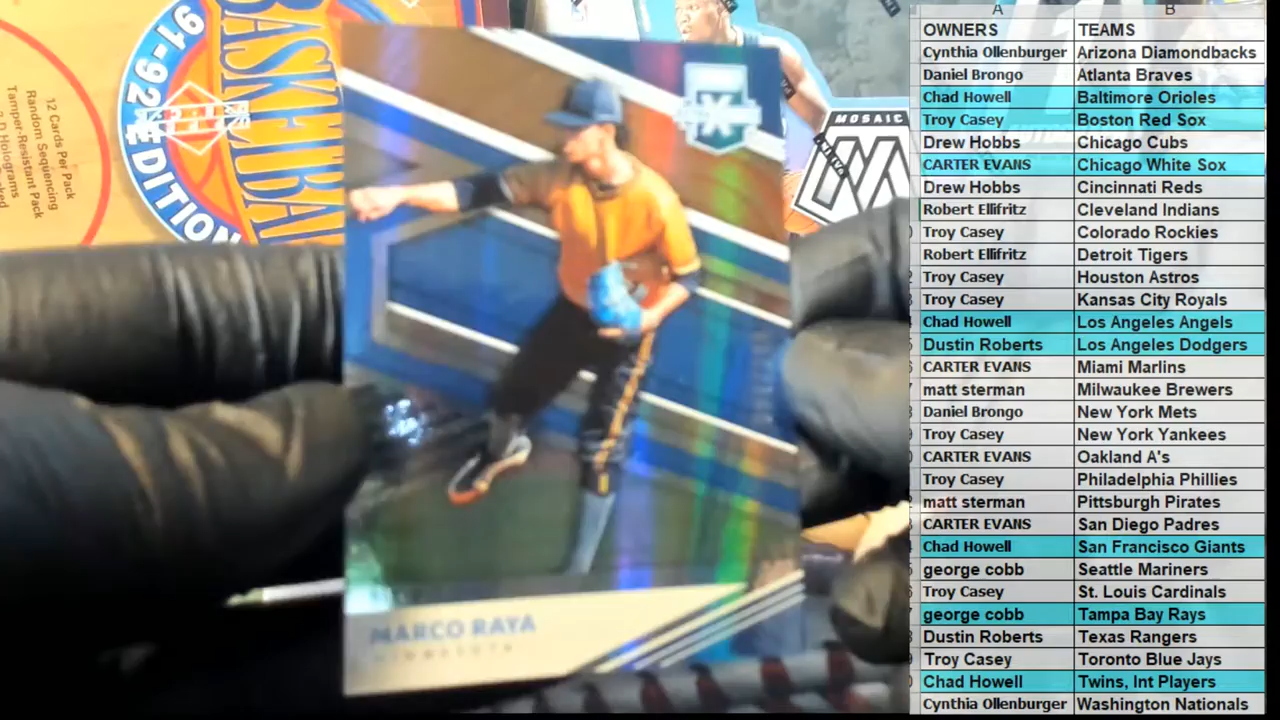 91-92
EDITION
BASKETBALL
12 Cards Per Pack
Random Sequencing
Tamper-Resistant Pack
Holograms
X
MOSAIC
MARCO RAYA
MINNESOTA
A B
OWNERS TEAMS
Cynthia Ollenburger Arizona Diamondbacks
Daniel Brongo Atlanta Braves
Chad Howell Baltimore Orioles
Troy Casey Boston Red Sox
Drew Hobbs Chicago Cubs
CARTER EVANS Chicago White Sox
Drew Hobbs Cincinnati Reds
Robert Ellifritz Cleveland Indians
Troy Casey Colorado Rockies
Robert Ellifritz Detroit Tigers
Troy Casey Houston Astros
Troy Casey Kansas City Royals
Chad Howell Los Angeles Angels
Dustin Roberts Los Angeles Dodgers
CARTER EVANS Miami Marlins
matt sterman Milwaukee Brewers
Daniel Brongo New York Mets
Troy Casey New York Yankees
CARTER EVANS Oakland A's
Troy Casey Philadelphia Phillies
matt sterman Pittsburgh Pirates
CARTER EVANS San Diego Padres
Chad Howell San Francisco Giants
george cobb Seattle Mariners
Troy Casey St. Louis Cardinals
george cobb Tampa Bay Rays
Dustin Roberts Texas Rangers
Troy Casey Toronto Blue Jays
Chad Howell Twins, Int Players
Cynthia Ollenburger Washington Nationals